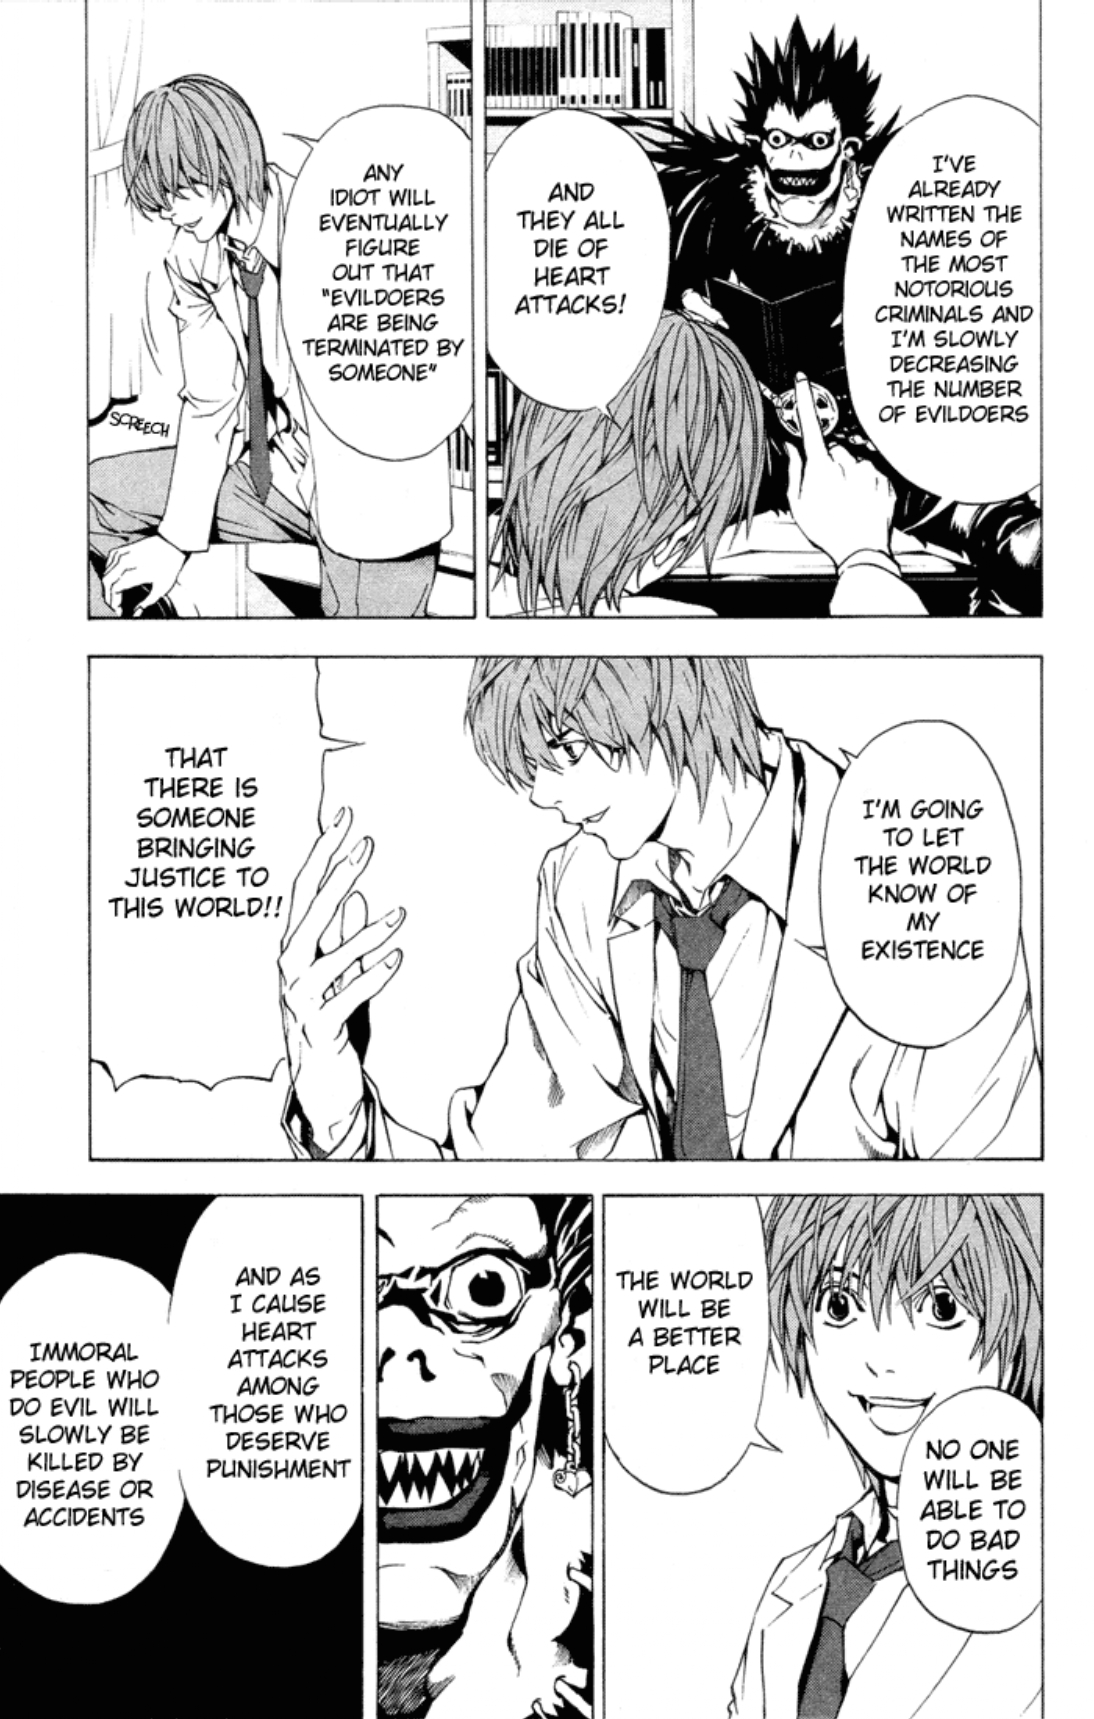 I'VE
ALREADY
WRITTEN THE
NAMES OF
THE MOST
NOTORIOUS
CRIMINALS AND
I'M SLOWLY
DECREASING
THE NUMBER
OF EVILDOERS
AND
THEY ALL
DIE OF
HEART
ATTACKS!
ANY
IDIOT WILL
EVENTUALLY
FIGURE
OUT THAT
"EVILDOERS
ARE BEING
TERMINATED BY
SOMEONE"
SCREECH
I'M GOING
TO LET
THE WORLD
KNOW OF
MY
EXISTENCE
THAT
THERE IS
SOMEONE
BRINGING
JUSTICE TO
THIS WORLD!!
THE WORLD
WILL BE
A BETTER
PLACE
NO ONE
WILL BE
ABLE TO
DO BAD
THINGS
AND AS
I CAUSE
HEART
ATTACKS
AMONG
THOSE WHO
DESERVE
PUNISHMENT
IMMORAL
PEOPLE WHO
DO EVIL WILL
SLOWLY BE
KILLED BY
DISEASE OR
ACCIDENTS